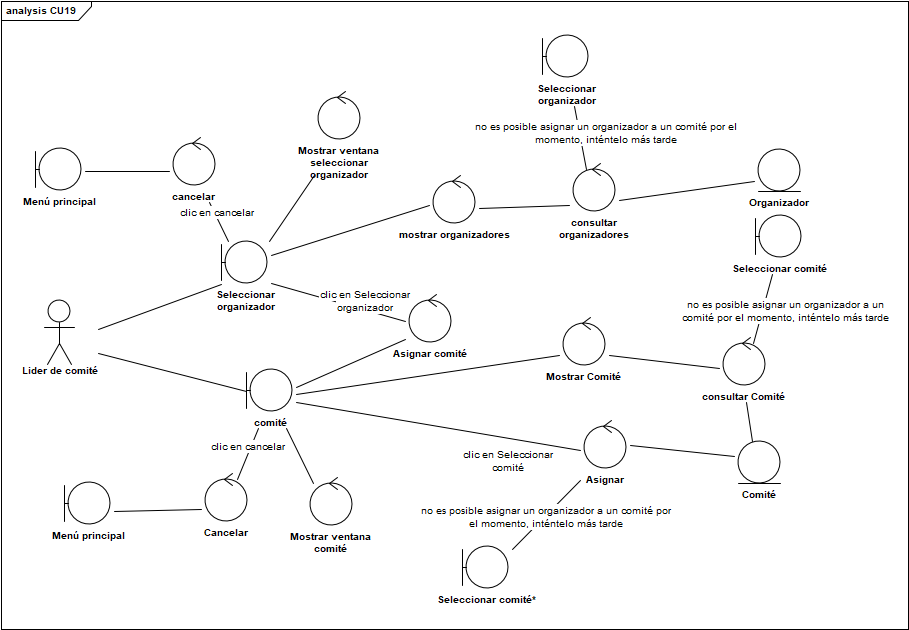 analysis CU19
Seleccionar
organizador
no es posible asignar un organizador a un comité por el
momento, inténtelo más tarde
Mostrar ventana
seleccionar
organizador
Menú principal
cancelar
clic en cancelar
mostrar organizadores
consultar
organizadores
Organizador
Seleccionar comité
Seleccionar
organizador
clic en Seleccionar
organizador
no es posible asignar un organizador a un
comité por el momento, inténtelo más tarde
Asignar comité
Lider de comité
Mostrar Comité
consultar Comité
comité
clic en cancelar
clic en Seleccionar
comité
Asignar
Comité
Menú principal
Cancelar
Mostrar ventana
comité
no es posible asignar un organizador a un comité por
el momento, inténtelo más tarde
Seleccionar comité*